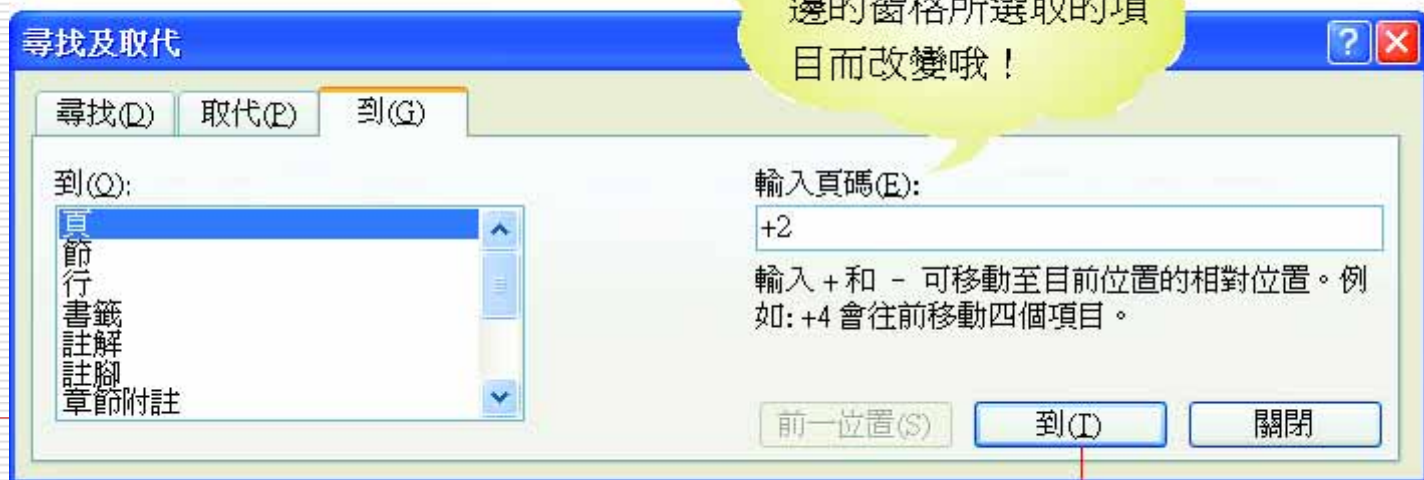 邊的窗格所選取的項
目而改變哦！
尋找及取代
尋找(D) 取代(P) 到(G)
到(O):
頁
節
行
書籤
註解
註腳
章節附註
輸入頁碼(E):
+2
輸入 + 和 - 可移動至目前位置的相對位置。例
如: +4 會往前移動四個項目。
前一位置(S) 到(T) 關閉